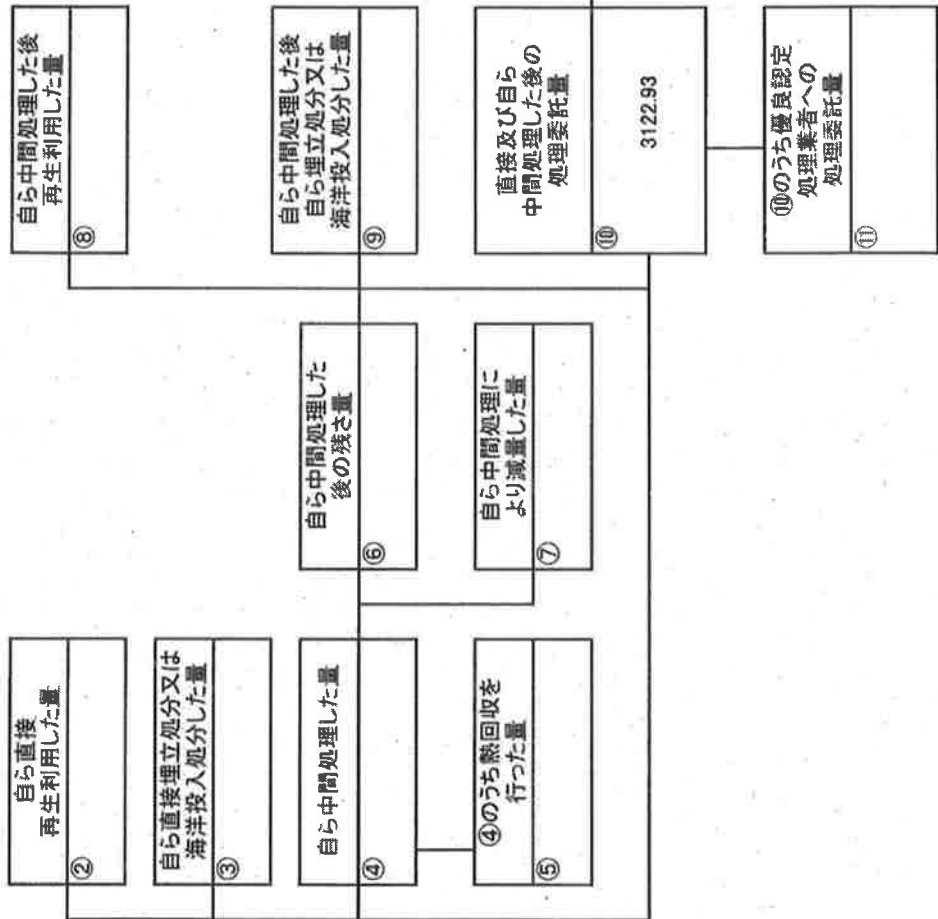 自ら直接
再生利用した量
②
自ら直接埋立処分又は
海洋投入処分した量
③
自ら中間処理した量
④
④のうち熱回収を
行った量
⑤
自ら中間処理した
後の残さ量
⑥
自ら中間処理に
より減量した量
⑦
自ら中間処理した後
再生利用した量
⑧
自ら中間処理した後
自ら埋立処分又は
海洋投入処分した量
⑨
直接及び自ら
中間処理した後の
処理委託量
⑩
3122.93
⑩のうち優良認定
処理業者への
処理委託量
⑪